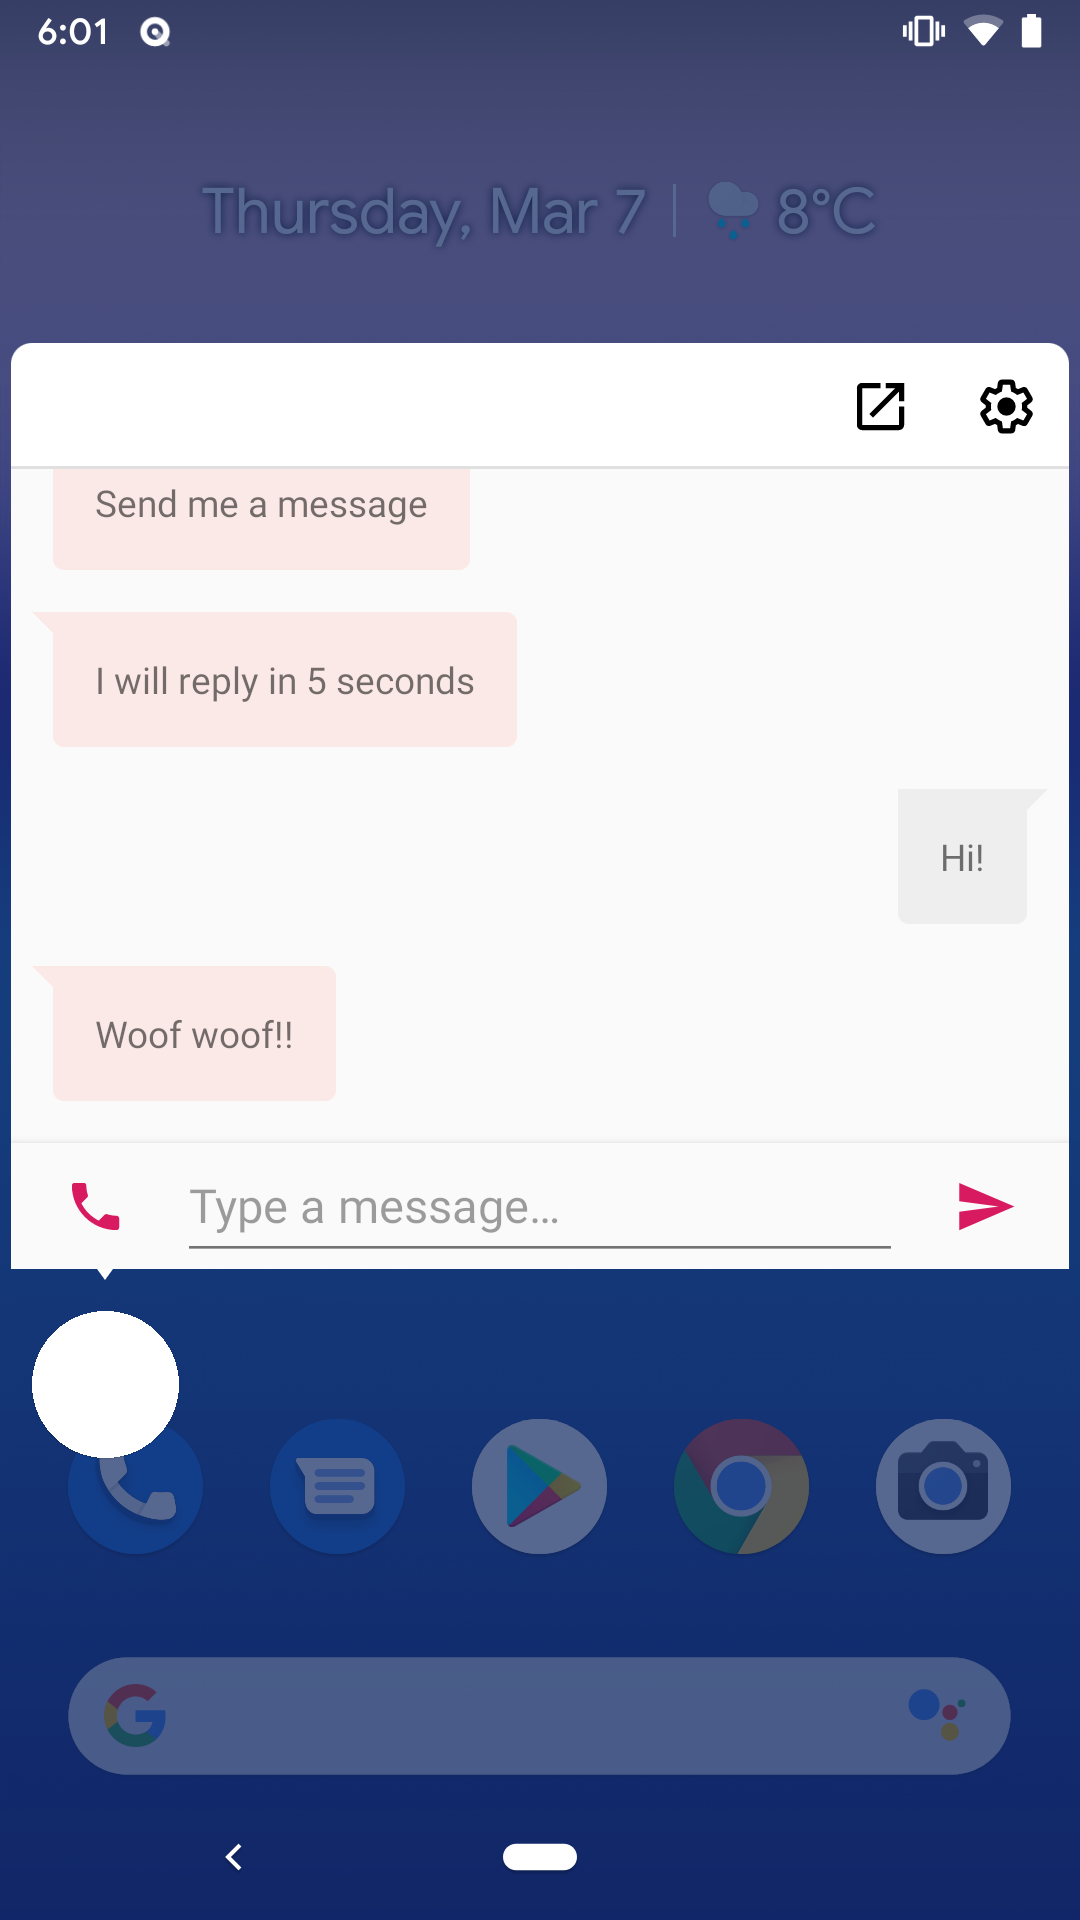 6:01
Thursday, Mar 7 | 8°C
Send me a message
I will reply in 5 seconds
Hi!
Woof woof!!
Type a message...